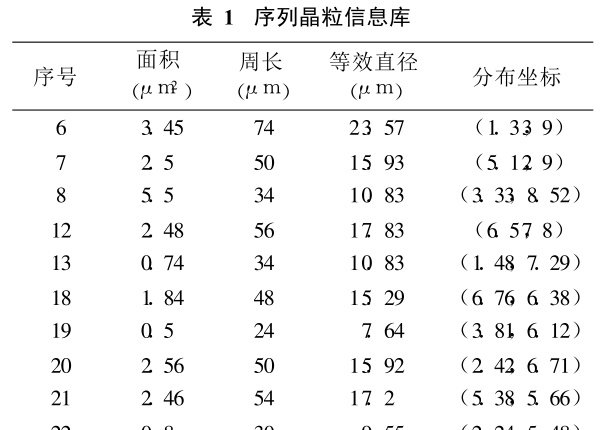 表 1 序列晶粒信息库
序号 面积 (μm²) 周长 (μm) 等效直径 (μm) 分布坐标
6 3.45 74 23.57 (1.33,9)
7 2.5 50 15.93 (5.12,9)
8 5.5 34 10.83 (3.33,8.52)
12 2.48 56 17.83 (6.57,8)
13 0.74 34 10.83 (1.48,7.29)
18 1.84 48 15.29 (6.76,6.38)
19 0.5 24 7.64 (3.81,6.12)
20 2.56 50 15.92 (2.42,6.71)
21 2.46 54 17.2 (5.38,5.66)